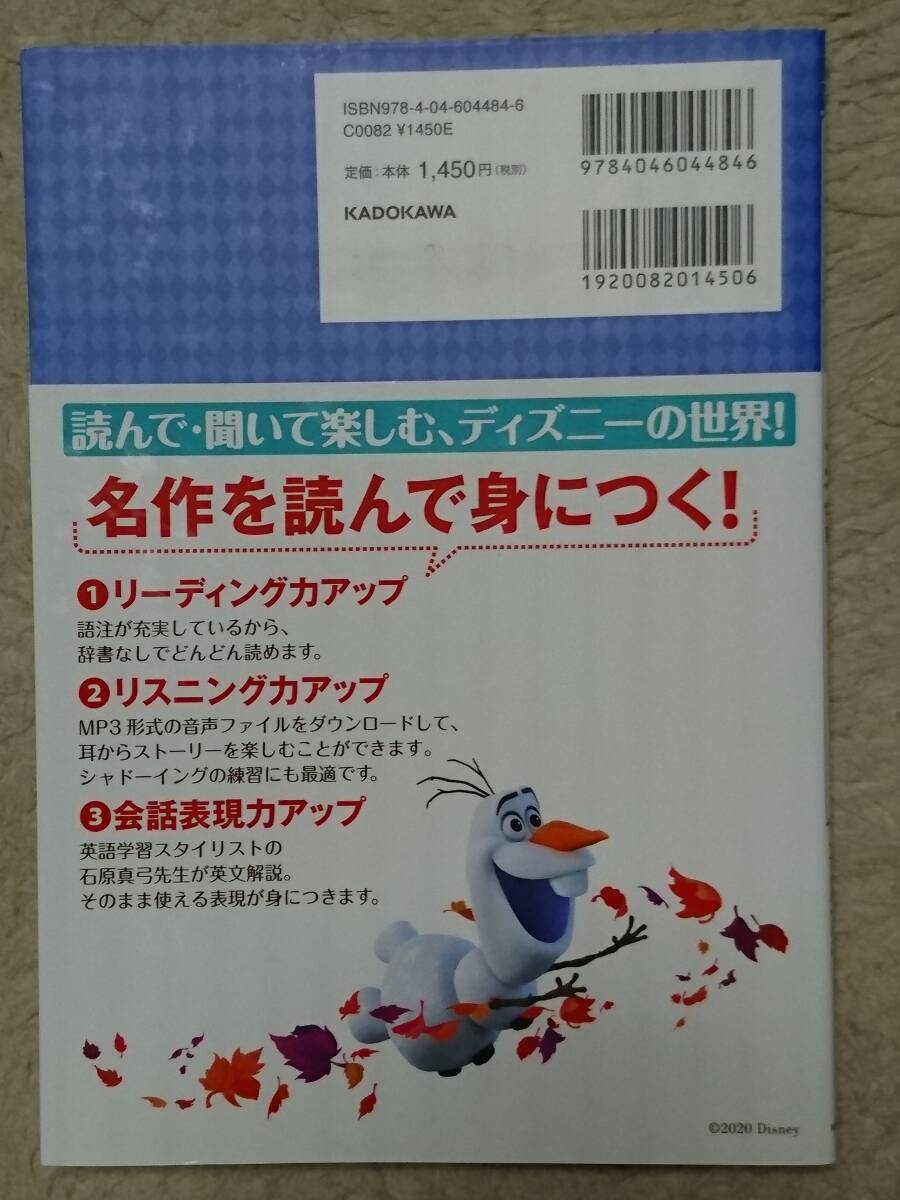 ISBN978-4-04-604484-6
C0082 ¥1450E
定価：本体 1,450円（税別）
KADOKAWA
9784046044846
1920082014506
読んで・聞いて楽しむ、ディズニーの世界！
名作を読んで身につく！
❶リーディング力アップ
語注が充実しているから、
辞書なしでどんどん読めます。
❷リスニング力アップ
MP3形式の音声ファイルをダウンロードして、
耳からストーリーを楽しむことができます。
シャドーイングの練習にも最適です。
❸会話表現力アップ
英語学習スタイリストの
石原真弓先生が英文解説。
そのまま使える表現が身につきます。
©2020 Disney